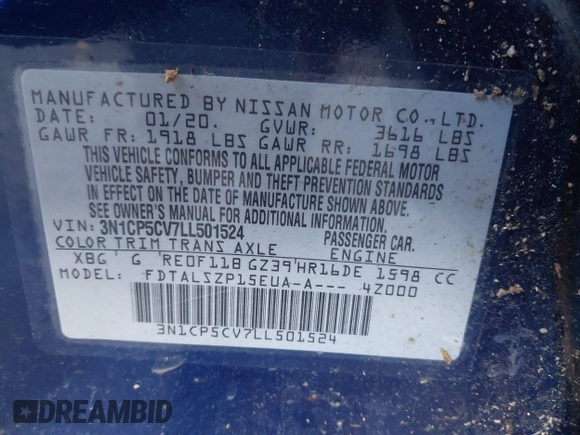 MANUFACTURED BY NISSAN MOTOR CO.,LTD.
DATE: 01/20. GVWR: 3616 LBS
GAWR FR: 1918 LBS GAWR RR: 1698 LBS
THIS VEHICLE CONFORMS TO ALL APPLICABLE FEDERAL MOTOR
VEHICLE SAFETY, BUMPER AND THEFT PREVENTION STANDARDS
IN EFFECT ON THE DATE OF MANUFACTURE SHOWN ABOVE.
SEE OWNER'S MANUAL FOR ADDITIONAL INFORMATION.
VIN: 3N1CP5CV7LL501524 PASSENGER CAR.
COLOR TRIM TRANS AXLE ENGINE
XBG G RE0F11B GZ39 HR16DE 1598 CC
MODEL: FDTALSZP15EUA-A--- 4Z000
3N1CP5CV7LL501524
DREAMBID